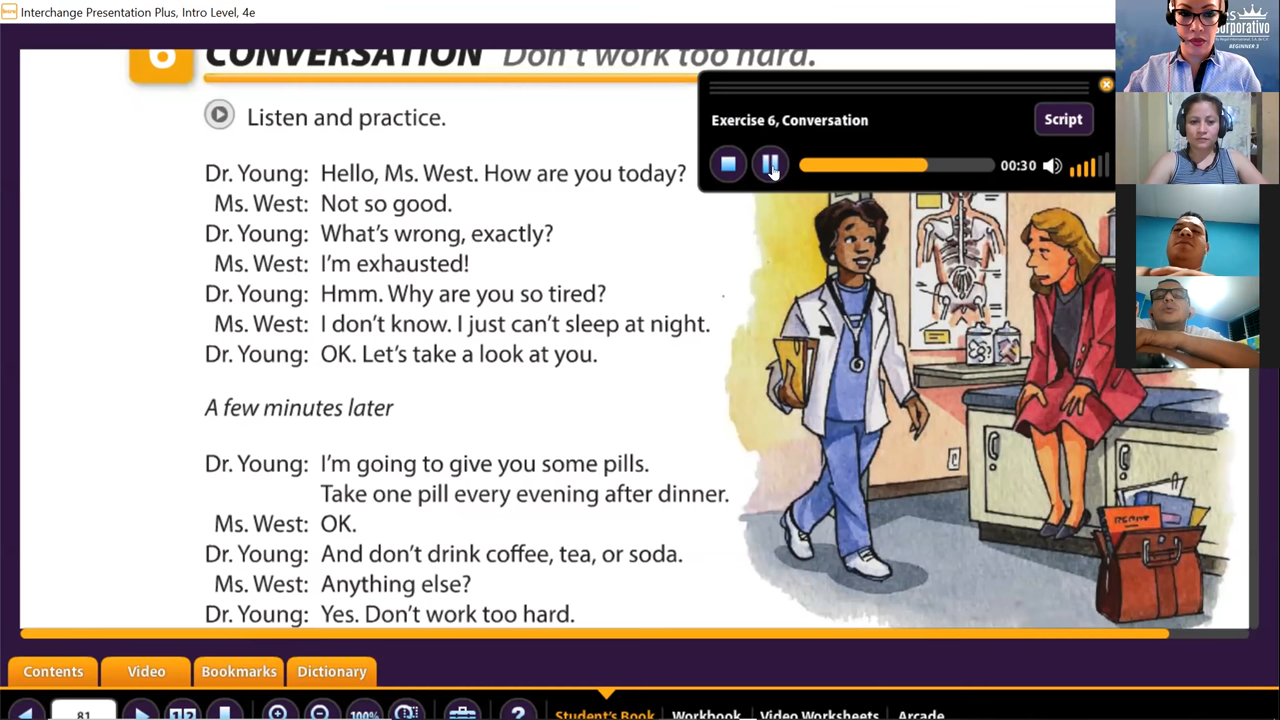 Interchange Presentation Plus, Intro Level, 4e
6 CONVERSATION Don't work too hard.
Listen and practice.
Exercise 6, Conversation
Script
00:30
Dr. Young: Hello, Ms. West. How are you today?
Ms. West: Not so good.
Dr. Young: What's wrong, exactly?
Ms. West: I'm exhausted!
Dr. Young: Hmm. Why are you so tired?
Ms. West: I don't know. I just can't sleep at night.
Dr. Young: OK. Let's take a look at you.
A few minutes later
Dr. Young: I'm going to give you some pills.
Take one pill every evening after dinner.
Ms. West: OK.
Dr. Young: And don't drink coffee, tea, or soda.
Ms. West: Anything else?
Dr. Young: Yes. Don't work too hard.
Contents Video Bookmarks Dictionary
81 100% ?
Student's Book Workbook Video Worksheets Arcade
orporativo
BEGINNER 3